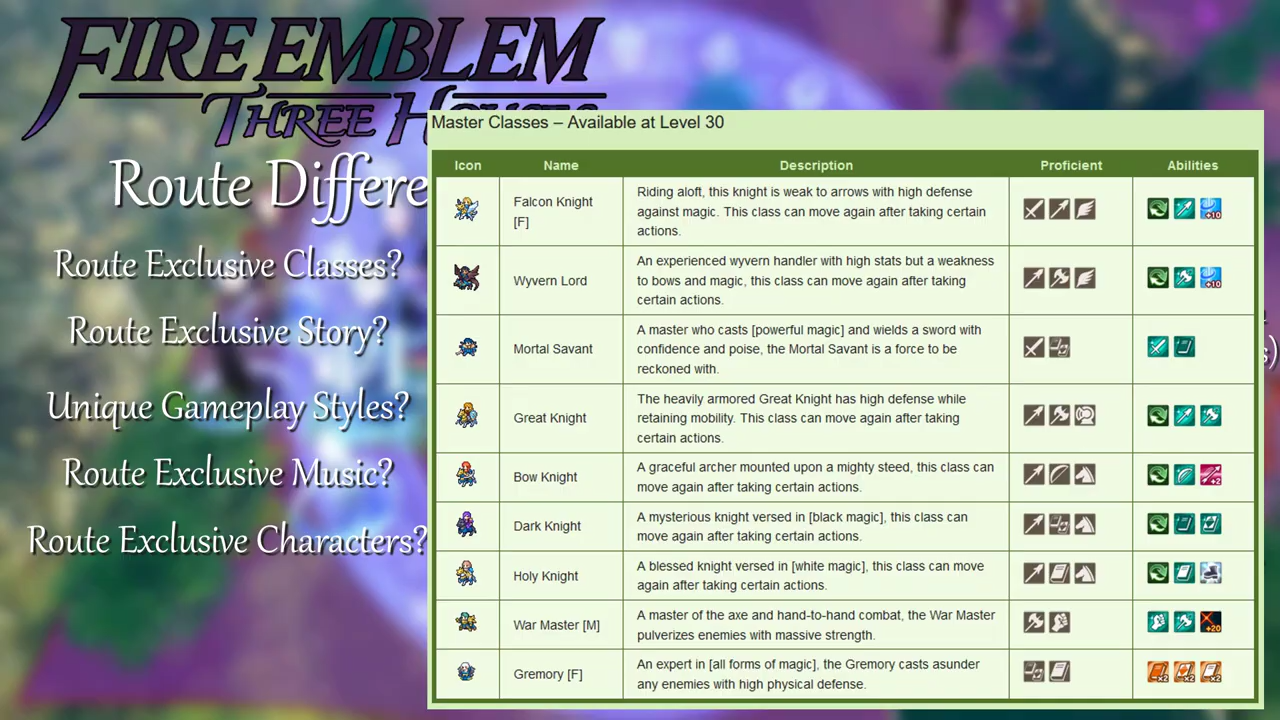 FIRE EMBLEM
THREE H
Route Differe
Route Exclusive Classes?
Route Exclusive Story?
Unique Gameplay Styles?
Route Exclusive Music?
Route Exclusive Characters?
Master Classes – Available at Level 30
Icon Name Description Proficient Abilities
Falcon Knight
[F]
Riding aloft, this knight is weak to arrows with high defense
against magic. This class can move again after taking certain
actions.
+10
Wyvern Lord
An experienced wyvern handler with high stats but a weakness
to bows and magic, this class can move again after taking
certain actions.
+10
Mortal Savant
A master who casts [powerful magic] and wields a sword with
confidence and poise, the Mortal Savant is a force to be
reckoned with.
Great Knight
The heavily armored Great Knight has high defense while
retaining mobility. This class can move again after taking
certain actions.
Bow Knight
A graceful archer mounted upon a mighty steed, this class can
move again after taking certain actions.
+2
Dark Knight
A mysterious knight versed in [black magic], this class can
move again after taking certain actions.
Holy Knight
A blessed knight versed in [white magic], this class can move
again after taking certain actions.
War Master [M]
A master of the axe and hand-to-hand combat, the War Master
pulverizes enemies with massive strength.
+20
Gremory [F]
An expert in [all forms of magic], the Gremory casts asunder
any enemies with high physical defense.
x2 x2 x2